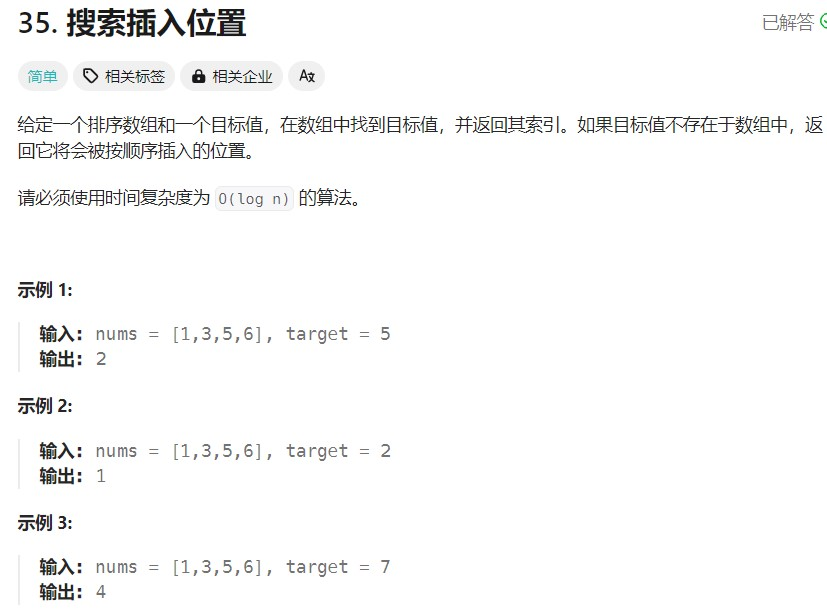 35. 搜索插入位置
已解答
简单 相关标签 相关企业 Aあ
给定一个排序数组和一个目标值，在数组中找到目标值，并返回其索引。如果目标值不存在于数组中，返
回它将会被按顺序插入的位置。
请必须使用时间复杂度为 O(log n) 的算法。
示例 1:
输入: nums = [1,3,5,6], target = 5
输出: 2
示例 2:
输入: nums = [1,3,5,6], target = 2
输出: 1
示例 3:
输入: nums = [1,3,5,6], target = 7
输出: 4